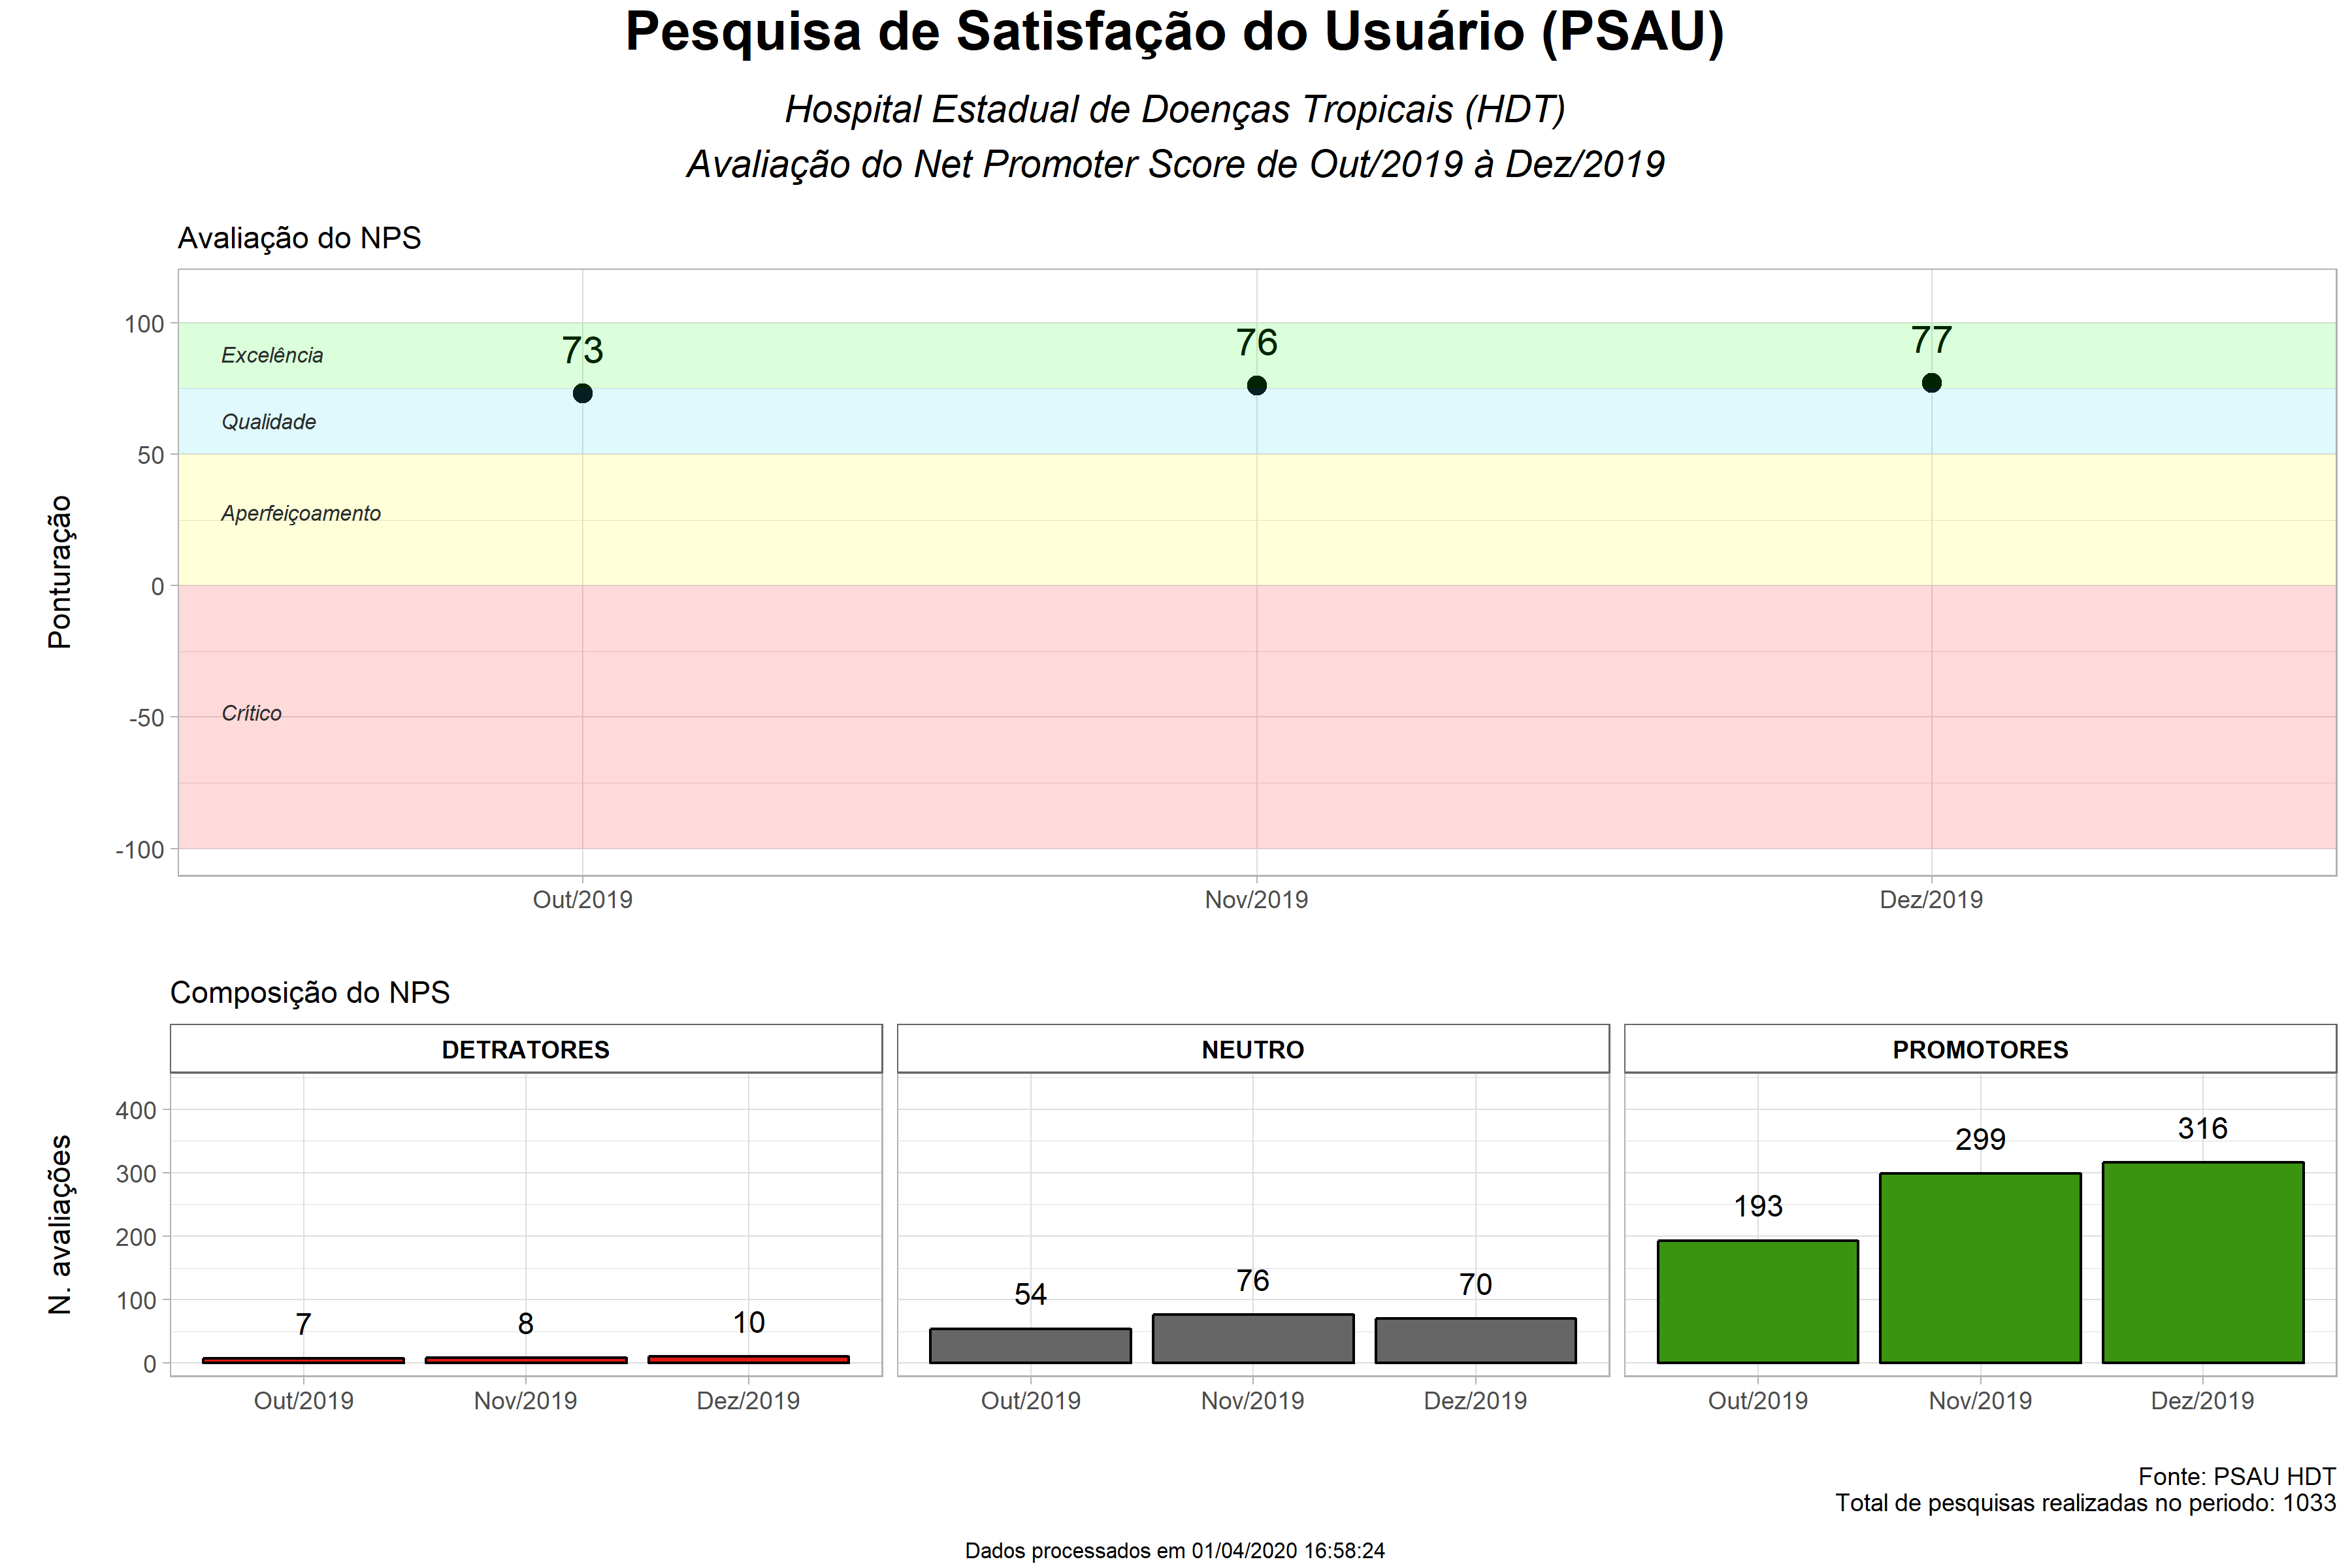 Pesquisa de Satisfação do Usuário (PSAU)
Hospital Estadual de Doenças Tropicais (HDT)
Avaliação do Net Promoter Score de Out/2019 à Dez/2019
Avaliação do NPS
Ponturação
100
50
0
-50
-100
Excelência
Qualidade
Aperfeiçoamento
Crítico
73
76
77
Out/2019
Nov/2019
Dez/2019
Composição do NPS
N. avaliações
DETRATORES
NEUTRO
PROMOTORES
400
300
200
100
0
7
8
10
54
76
70
193
299
316
Out/2019
Nov/2019
Dez/2019
Out/2019
Nov/2019
Dez/2019
Out/2019
Nov/2019
Dez/2019
Fonte: PSAU HDT
Total de pesquisas realizadas no periodo: 1033
Dados processados em 01/04/2020 16:58:24